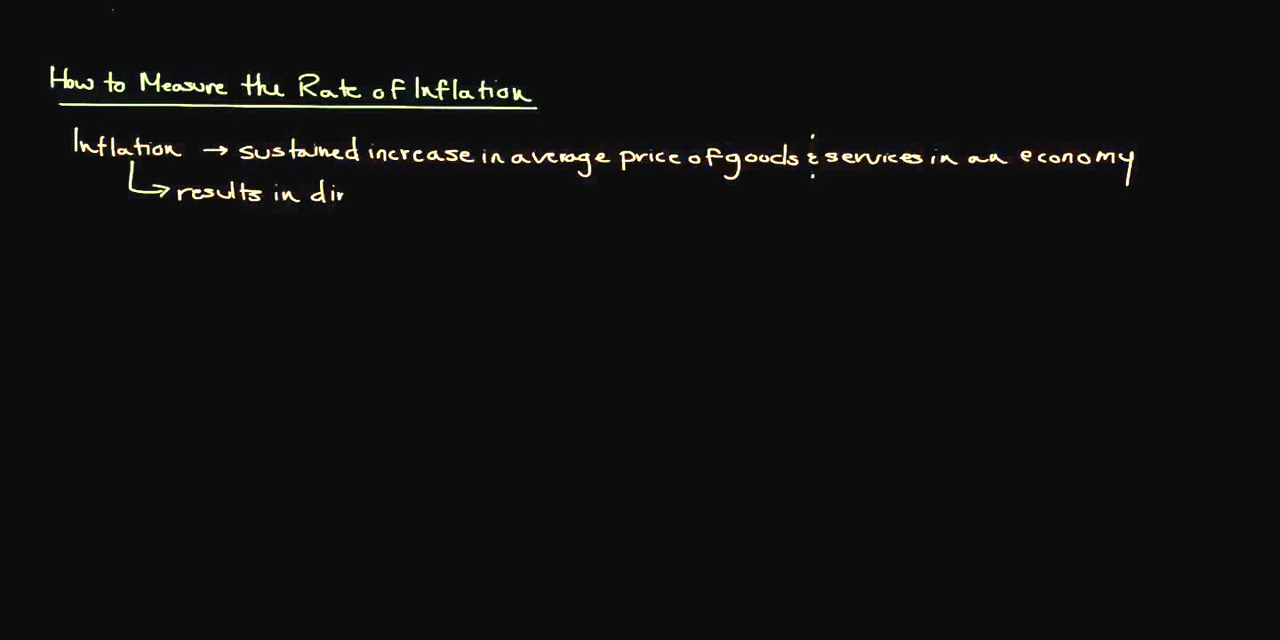 How to Measure the Rate of Inflation
Inflation → sustained increase in average price of goods & services in an economy
↳ results in dir